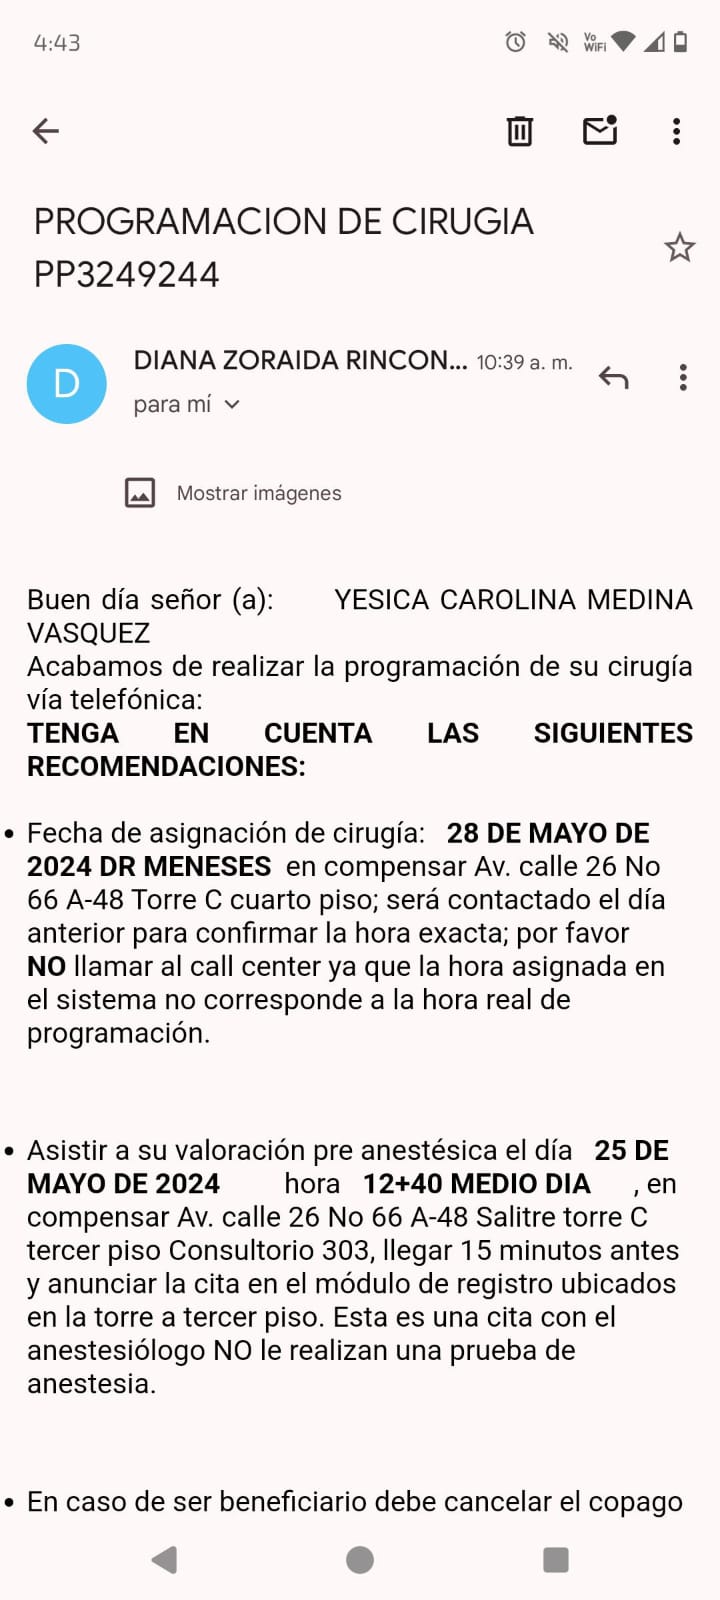 4:43
Vo
WiFi
PROGRAMACION DE CIRUGIA
PP3249244
D
DIANA ZORAIDA RINCON... 10:39 a. m.
para mí
Mostrar imágenes
Buen día señor (a): YESICA CAROLINA MEDINA
VASQUEZ
Acabamos de realizar la programación de su cirugía
vía telefónica:
TENGA EN CUENTA LAS SIGUIENTES
RECOMENDACIONES:
• Fecha de asignación de cirugía: 28 DE MAYO DE
2024 DR MENESES en compensar Av. calle 26 No
66 A-48 Torre C cuarto piso; será contactado el día
anterior para confirmar la hora exacta; por favor
NO llamar al call center ya que la hora asignada en
el sistema no corresponde a la hora real de
programación.
• Asistir a su valoración pre anestésica el día 25 DE
MAYO DE 2024 hora 12+40 MEDIO DIA , en
compensar Av. calle 26 No 66 A-48 Salitre torre C
tercer piso Consultorio 303, llegar 15 minutos antes
y anunciar la cita en el módulo de registro ubicados
en la torre a tercer piso. Esta es una cita con el
anestesiólogo NO le realizan una prueba de
anestesia.
• En caso de ser beneficiario debe cancelar el copago